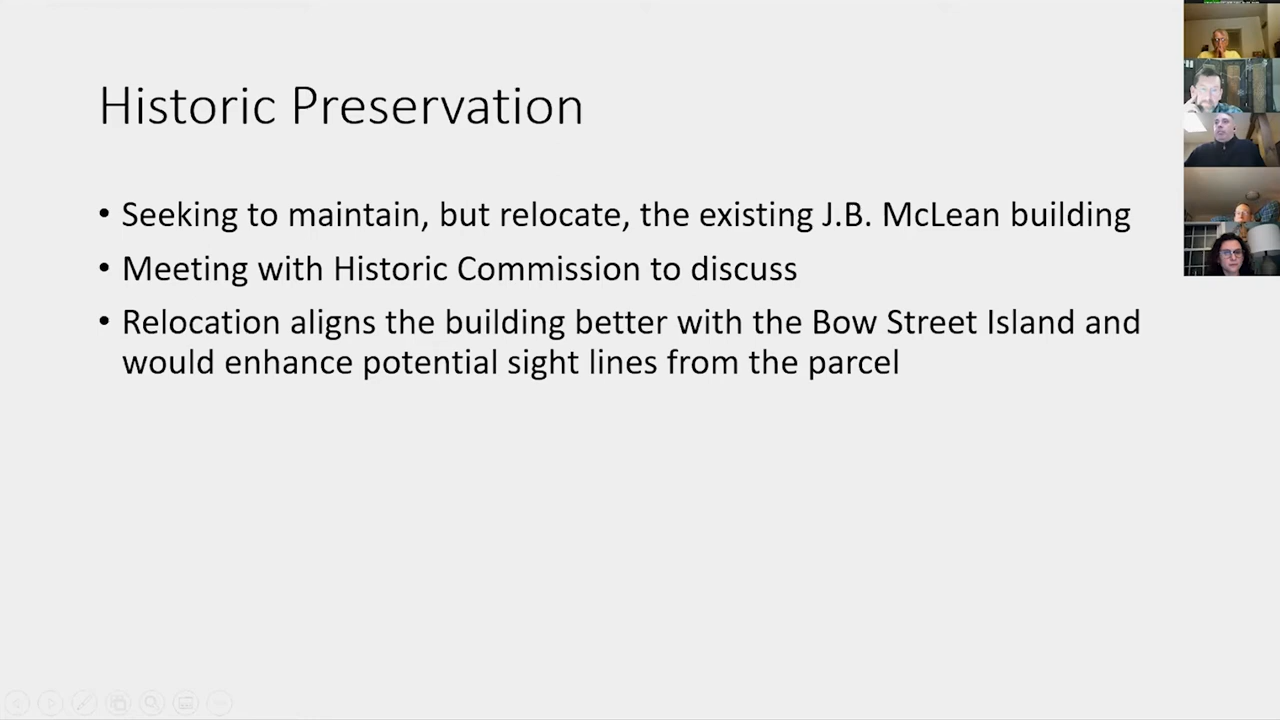 Historic Preservation
• Seeking to maintain, but relocate, the existing J.B. McLean building
• Meeting with Historic Commission to discuss
• Relocation aligns the building better with the Bow Street Island and
would enhance potential sight lines from the parcel